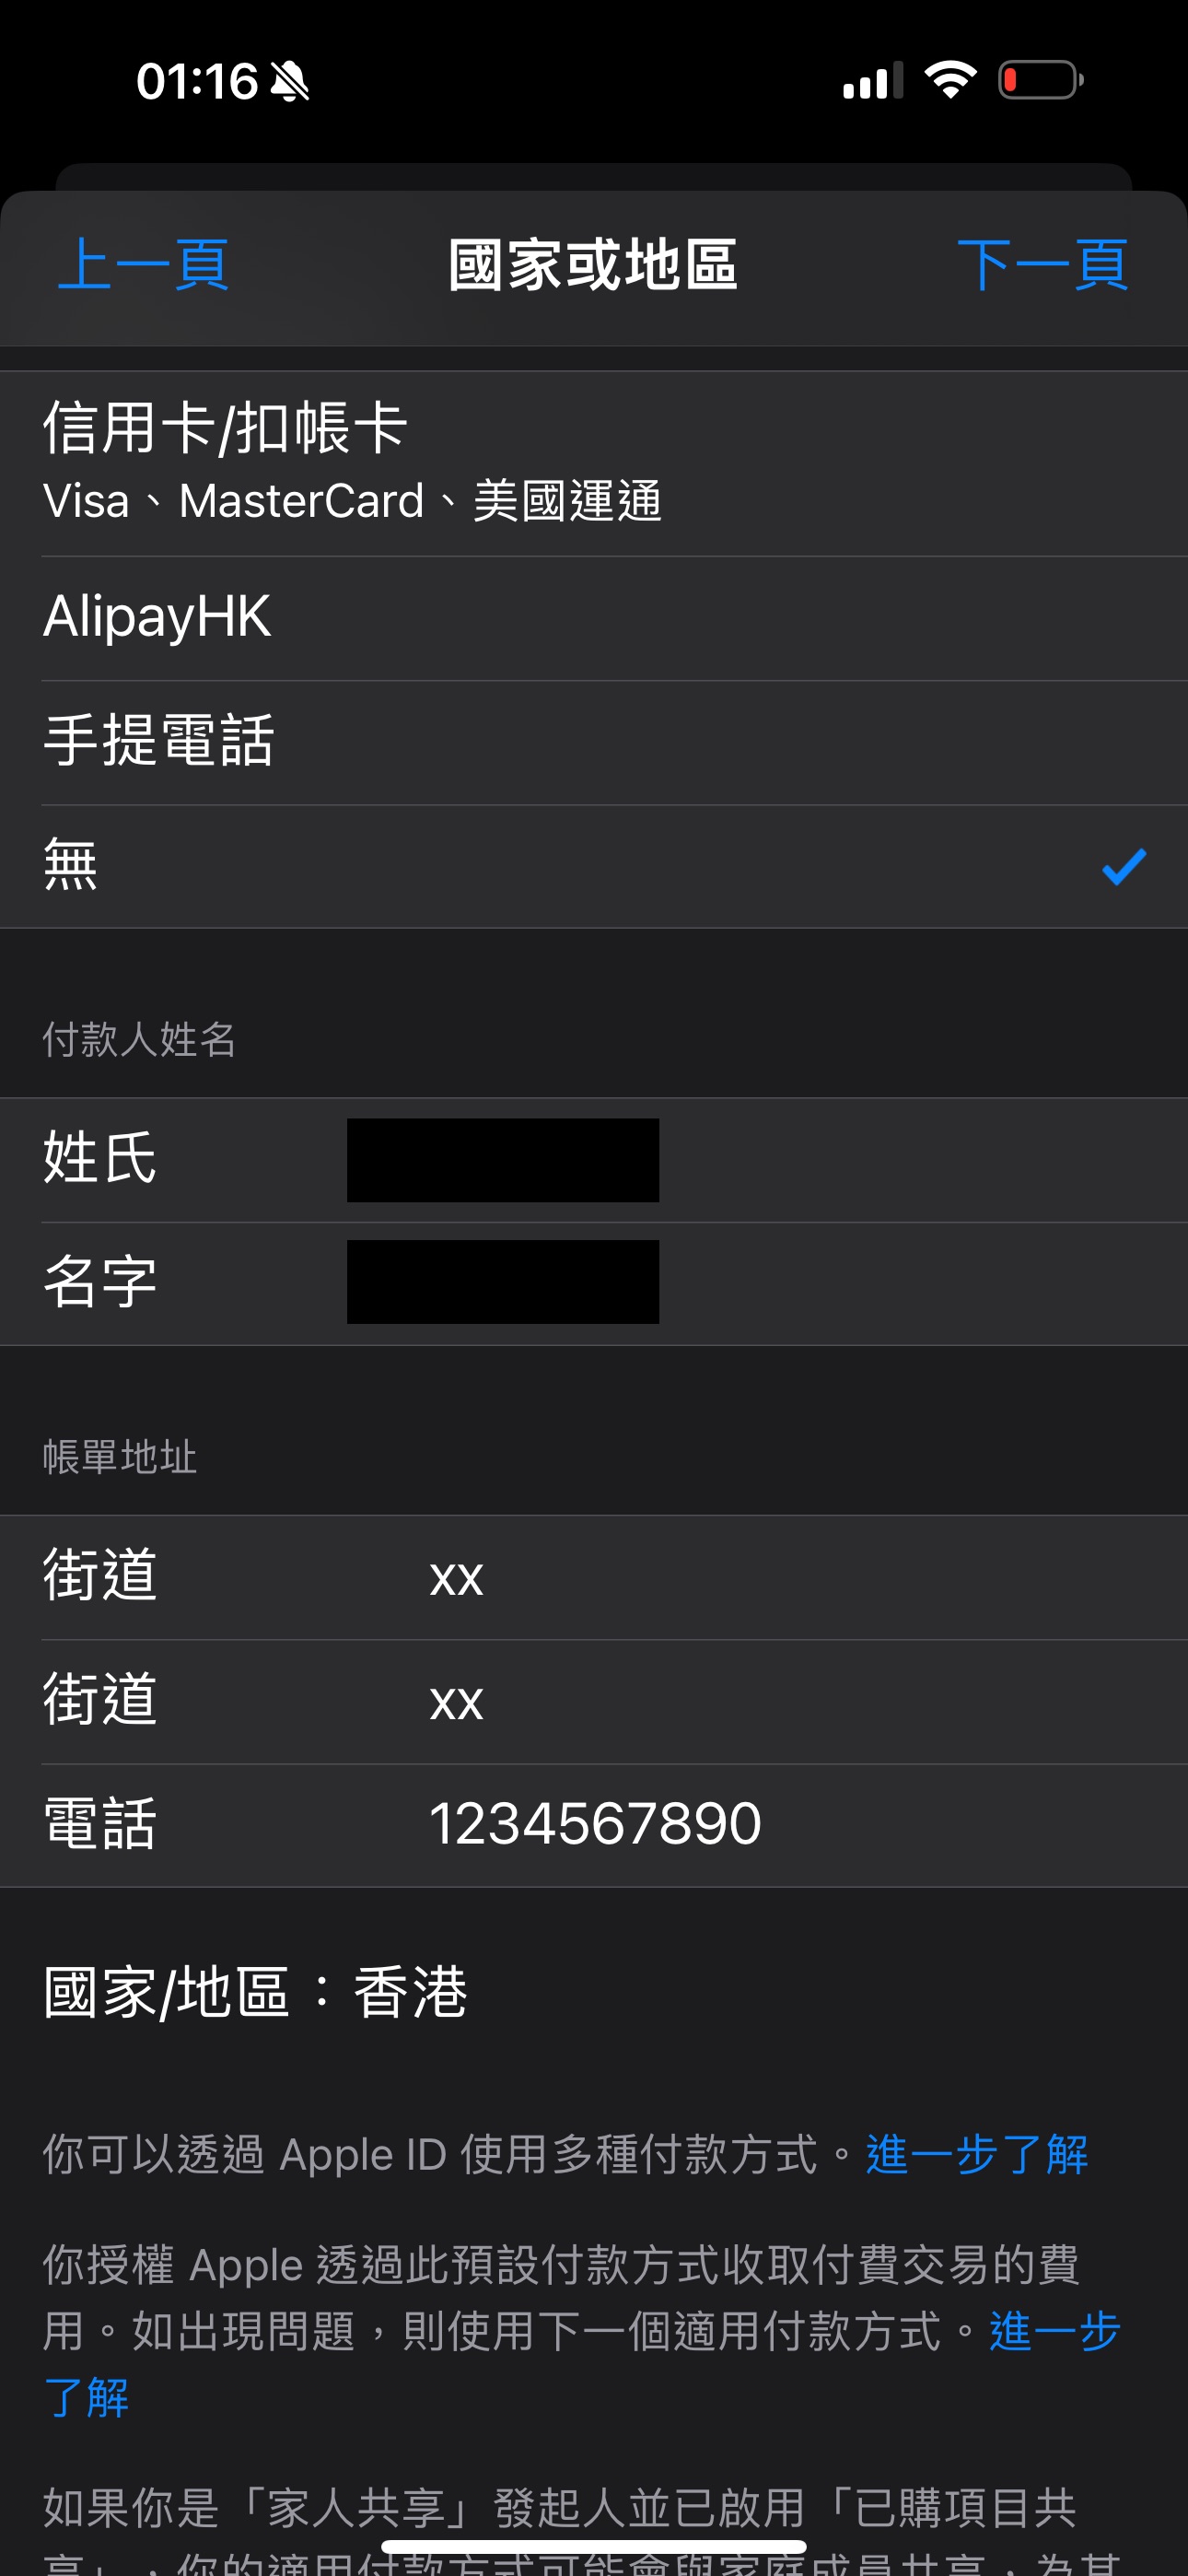 01:16
上一頁 國家或地區 下一頁
信用卡/扣帳卡
Visa、MasterCard、美國運通
AlipayHK
手提電話
無
付款人姓名
姓氏
名字
帳單地址
街道 xx
街道 xx
電話 1234567890
國家/地區：香港
你可以透過 Apple ID 使用多種付款方式。進一步了解
你授權 Apple 透過此預設付款方式收取付費交易的費
用。如出現問題，則使用下一個適用付款方式。進一步
了解
如果你是「家人共享」發起人並已啟用「已購項目共
享」，你的適用付款方式可能會與家庭成員共享，為其